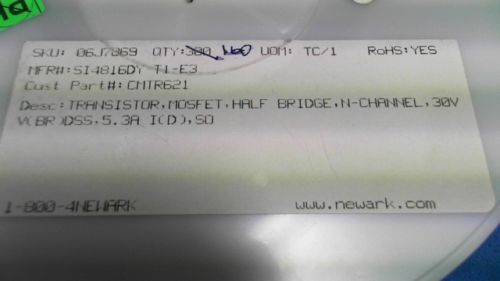 SKU: 06J7869 QTY: 300 UOM: TC/1 RoHS:YES
MFR#:SI4816DY T1-E3
Cust Part#:CMTR621
Desc:TRANSISTOR,MOSFET,HALF BRIDGE,N-CHANNEL,30V
V(BR)DSS,5.3A I(D),SO
1-800-4NEWARK www.newark.com